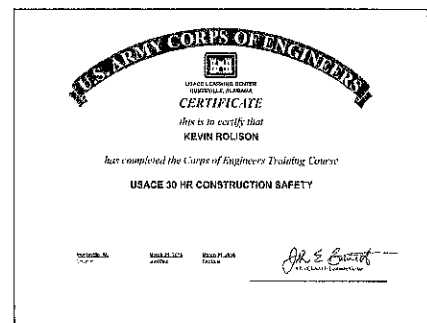 U.S. ARMY CORPS OF ENGINEERS
USACE LEARNING CENTER
HUNTSVILLE, ALABAMA
CERTIFICATE
this is to certify that
KEVIN ROLISON
has completed the Corps of Engineers Training Course
USACE 30 HR CONSTRUCTION SAFETY